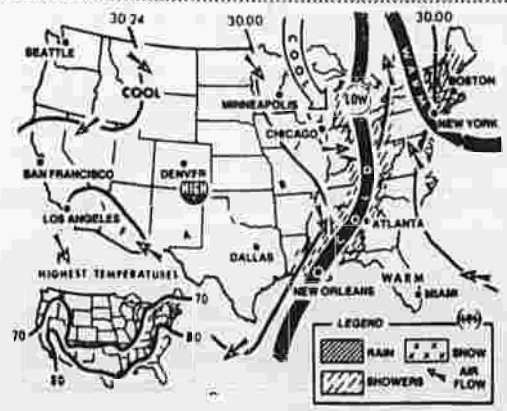 30.24
30.00
30.00
SEATTLE
COOL
COOL
WARM
BOSTON
MINNEAPOLIS
LOW
NEW YORK
CHICAGO
SAN FRANCISCO
DENVER
HIGH
LOS ANGELES
ATLANTA
DALLAS
HIGHEST TEMPERATURES
WARM
NEW ORLEANS
MIAMI
70
70
80
80
LEGEND
RAIN
SNOW
SHOWERS
AIR FLOW